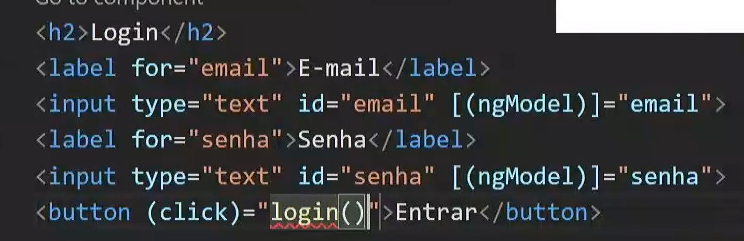 Go to component
<h2>Login</h2>
<label for="email">E-mail</label>
<input type="text" id="email" [(ngModel)]="email">
<label for="senha">Senha</label>
<input type="text" id="senha" [(ngModel)]="senha">
<button (click)="login()">Entrar</button>